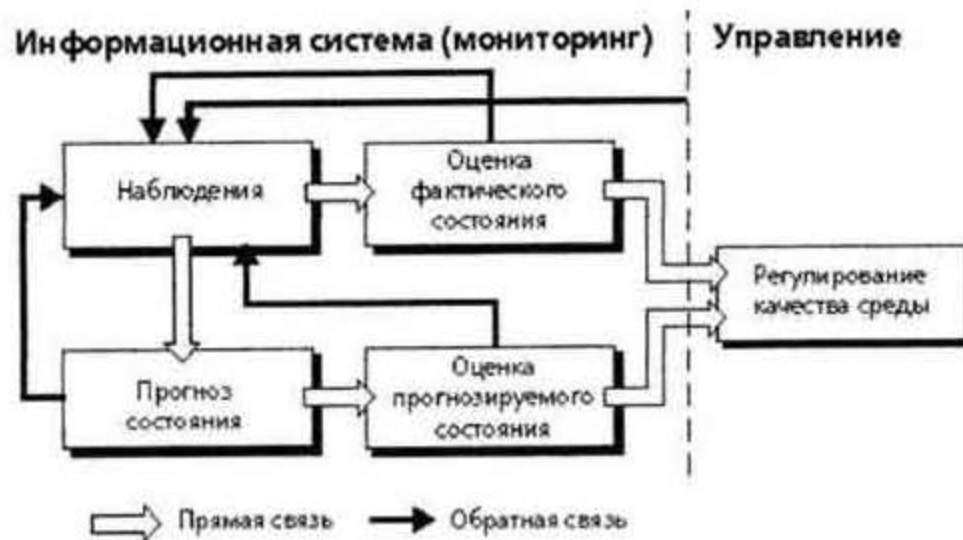 Информационная система (мониторинг)
Управление
Наблюдения
Оценка
фактического
состояния
Регулирование
качества среды
Прогноз
состояния
Оценка
прогнозируемого
состояния
Прямая связь
Обратная связь